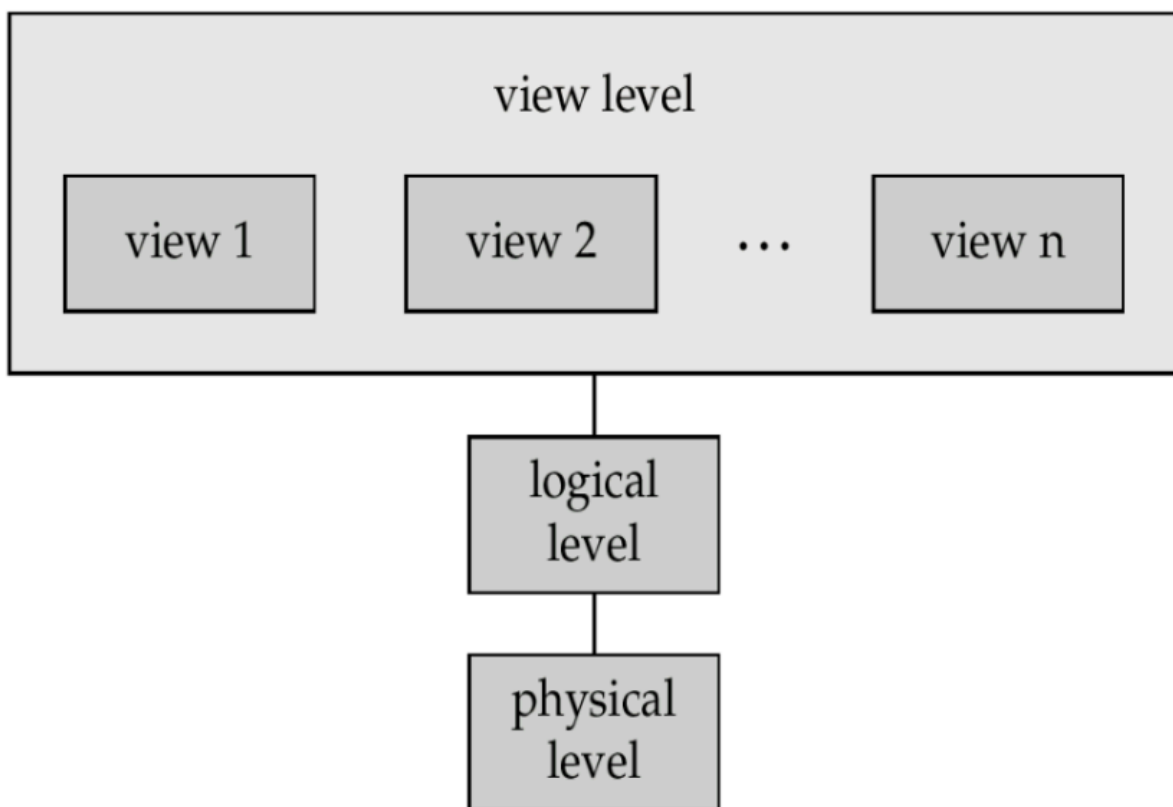 view level
view 1
view 2
...
view n
logical
level
physical
level